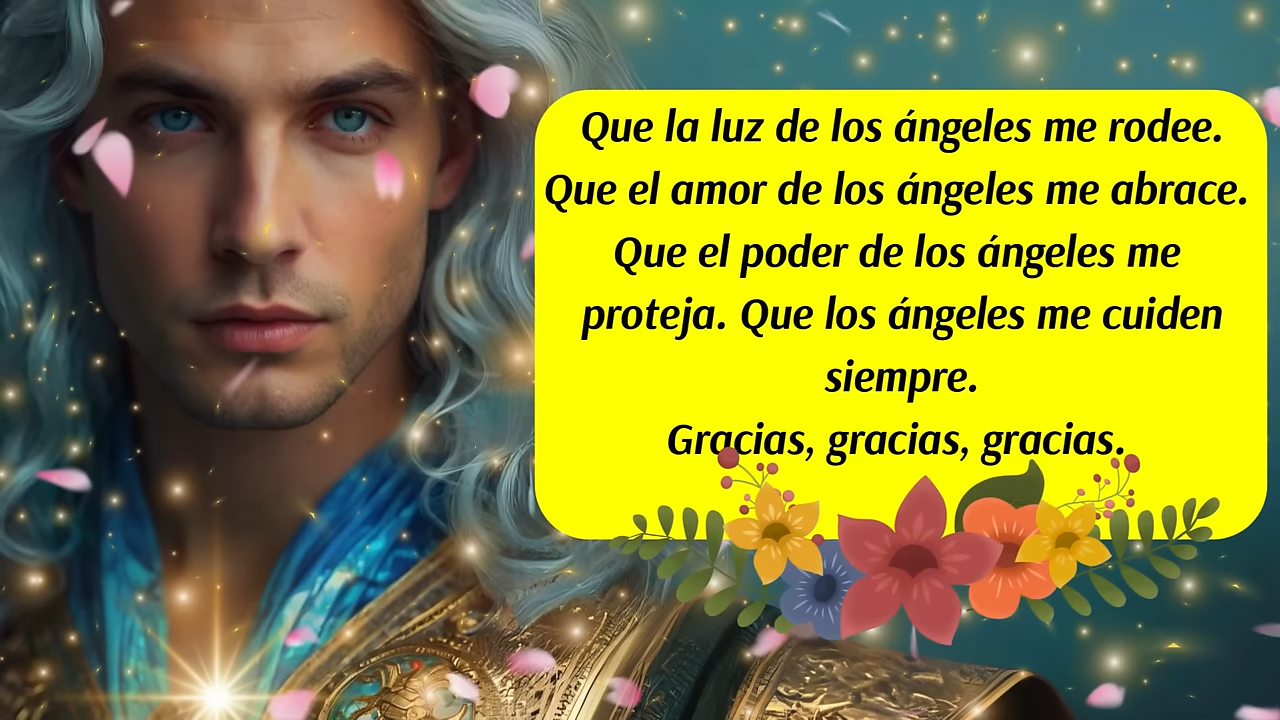 Que la luz de los ángeles me rodee.
Que el amor de los ángeles me abrace.
Que el poder de los ángeles me
proteja. Que los ángeles me cuiden
siempre.
Gracias, gracias, gracias.